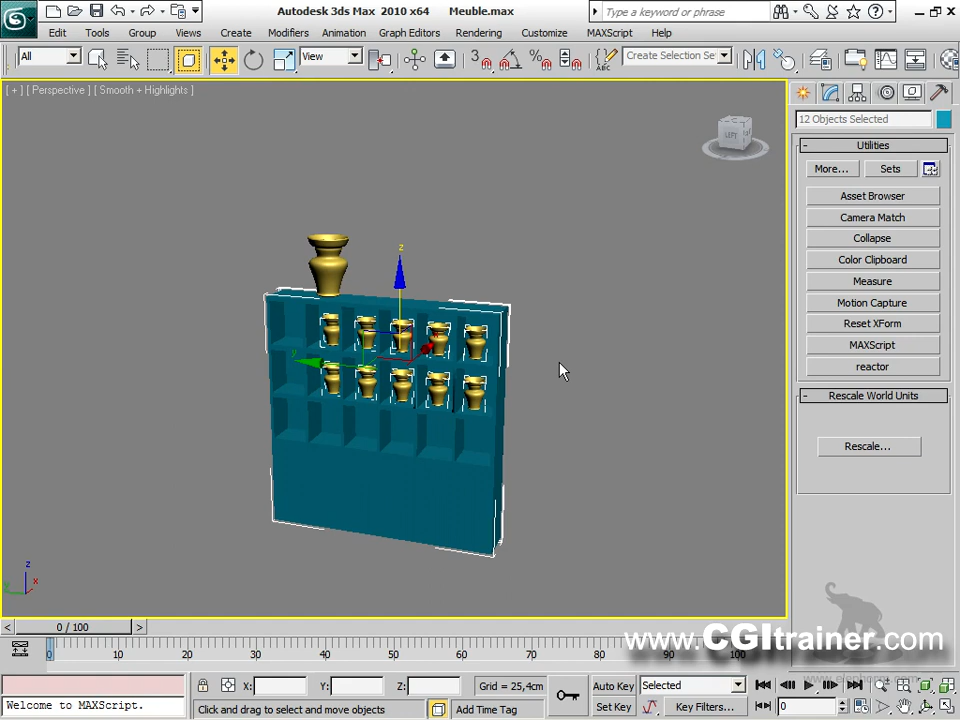 Autodesk 3ds Max 2010 x64 Meuble.max
Type a keyword or phrase
Edit Tools Group Views Create Modifiers Animation Graph Editors Rendering Customize MAXScript Help
All View 3 Create Selection Se
[ + ] [ Perspective ] [ Smooth + Highlights ]
LEFT
12 Objects Selected
- Utilities
More... Sets
Asset Browser
Camera Match
Collapse
Color Clipboard
Measure
Motion Capture
Reset XForm
MAXScript
reactor
- Rescale World Units
Rescale...
z
y
z
x
y
< 0 / 100 >
0 10 20 30 40 50 60 70 80 90 100
www.CGItrainer.com
X: Y: Z: Grid = 25,4cm Auto Key Selected
Welcome to MAXScript. Click and drag to select and move objects Add Time Tag Set Key Key Filters... 0